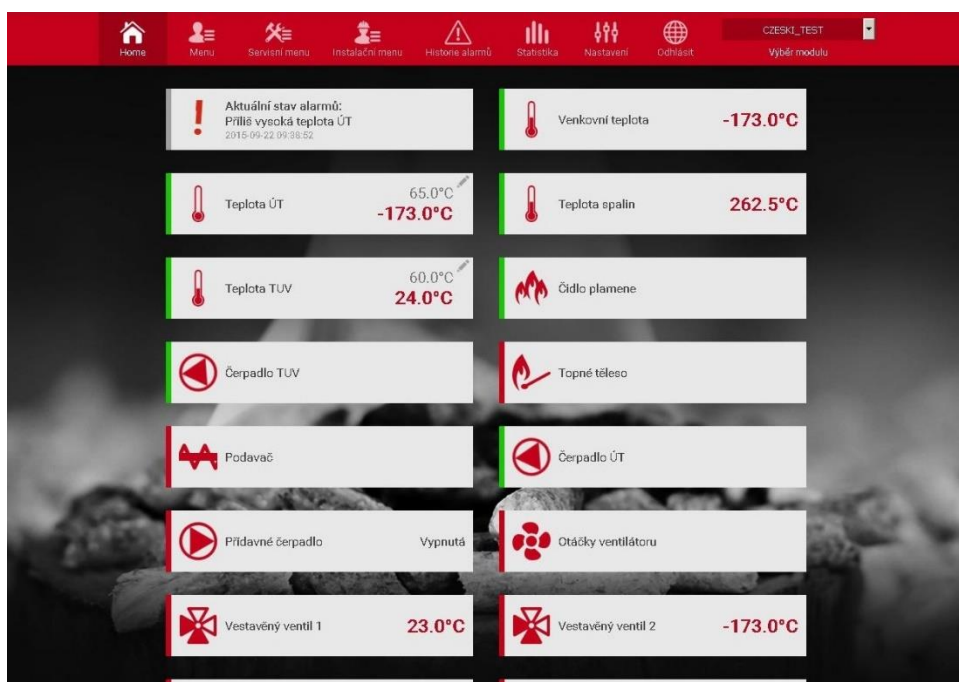 Home
Menu
Servisní menu
Instalační menu
Historie alarmů
Statistika
Nastavení
Odhlásit
CZESKI_TEST
Výběr modulu
Aktuální stav alarmů:
Příliš vysoká teplota ÚT
2015-09-22 09:38:52
Venkovní teplota
-173.0°C
Teplota ÚT
65.0°C
-173.0°C
Teplota spalin
262.5°C
Teplota TUV
60.0°C
24.0°C
Čidlo plamene
Čerpadlo TUV
Topné těleso
Podavač
Čerpadlo ÚT
Přídavné čerpadlo
Vypnutá
Otáčky ventilátoru
Vestavěný ventil 1
23.0°C
Vestavěný ventil 2
-173.0°C